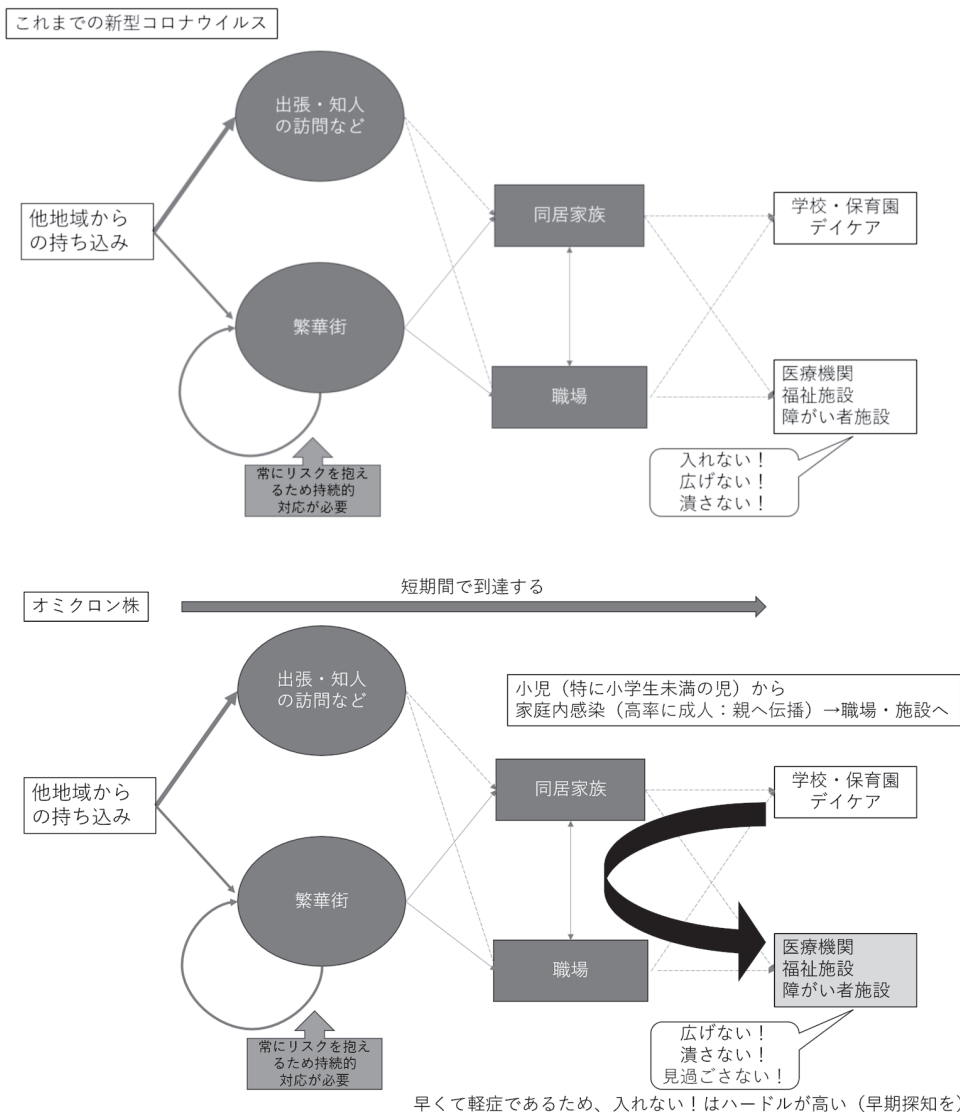 これまでの新型コロナウイルス
出張・知人
の訪問など
他地域から
の持ち込み
繁華街
常にリスクを抱え
るため持続的
対応が必要
同居家族
職場
学校・保育園
デイケア
医療機関
福祉施設
障がい者施設
入れない！
広げない！
潰さない！
オミクロン株
短期間で到達する
出張・知人
の訪問など
他地域から
の持ち込み
繁華街
常にリスクを抱え
るため持続的
対応が必要
小児（特に小学生未満の児）から
家庭内感染（高率に成人：親へ伝播）→職場・施設へ
同居家族
職場
学校・保育園
デイケア
医療機関
福祉施設
障がい者施設
広げない！
潰さない！
見過ごさない！
早くて軽症であるため、入れない！はハードルが高い（早期探知を）